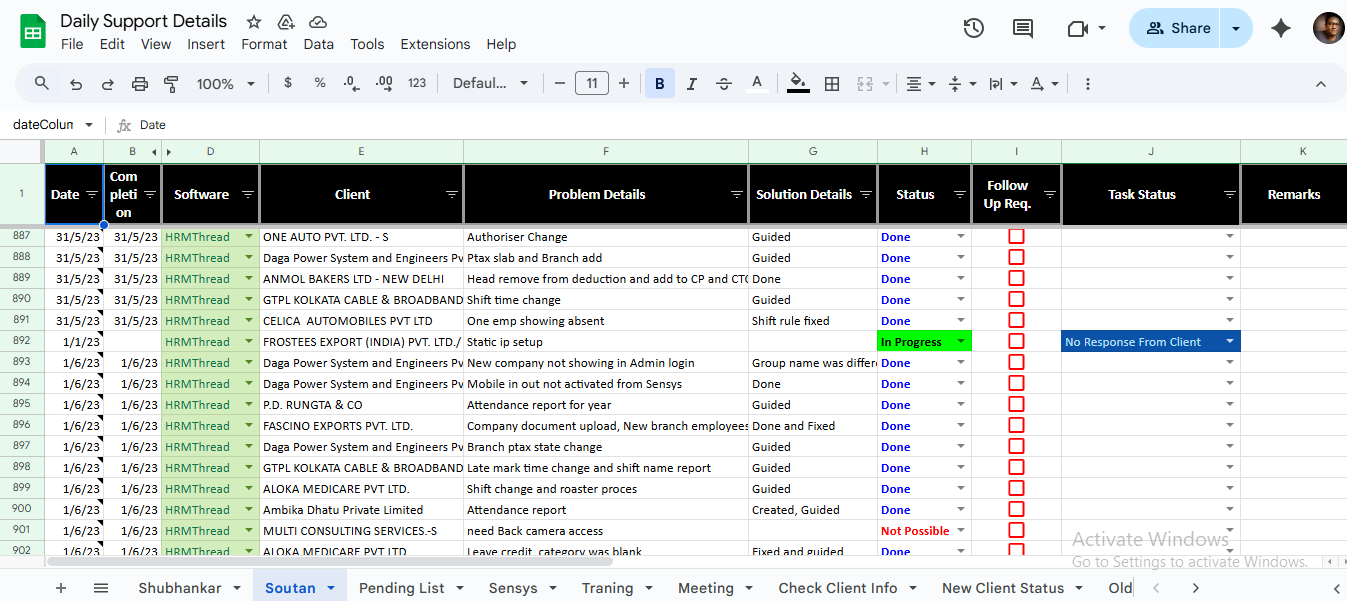 Daily Support Details
File Edit View Insert Format Data Tools Extensions Help
Share
100% $ % .0 .00 123 Defaul... − 11 + B I A
dateColun fx Date
A B D E F G H I J K
1 Date Com pleti on Software Client Problem Details Solution Details Status Follow Up Req. Task Status Remarks
887 31/5/23 31/5/23 HRMThread ONE AUTO PVT. LTD. - S Authoriser Change Guided Done
888 31/5/23 31/5/23 HRMThread Daga Power System and Engineers Pv Ptax slab and Branch add Guided Done
889 31/5/23 31/5/23 HRMThread ANMOL BAKERS LTD - NEW DELHI Head remove from deduction and add to CP and CTC Done Done
890 31/5/23 31/5/23 HRMThread GTPL KOLKATA CABLE & BROADBAND Shift time change Guided Done
891 31/5/23 31/5/23 HRMThread CELICA AUTOMOBILES PVT LTD One emp showing absent Shift rule fixed Done
892 1/1/23 HRMThread FROSTEES EXPORT (INDIA) PVT. LTD./ Static ip setup In Progress No Response From Client
893 1/6/23 1/6/23 HRMThread Daga Power System and Engineers Pv New company not showing in Admin login Group name was differe Done
894 1/6/23 1/6/23 HRMThread Daga Power System and Engineers Pv Mobile in out not activated from Sensys Done Done
895 1/6/23 1/6/23 HRMThread P.D. RUNGTA & CO Attendance report for year Guided Done
896 1/6/23 1/6/23 HRMThread FASCINO EXPORTS PVT. LTD. Company document upload, New branch employees Done and Fixed Done
897 1/6/23 1/6/23 HRMThread Daga Power System and Engineers Pv Branch ptax state change Guided Done
898 1/6/23 1/6/23 HRMThread GTPL KOLKATA CABLE & BROADBAND Late mark time change and shift name report Guided Done
899 1/6/23 1/6/23 HRMThread ALOKA MEDICARE PVT LTD. Shift change and roaster proces Guided Done
900 1/6/23 1/6/23 HRMThread Ambika Dhatu Private Limited Attendance report Created, Guided Done
901 1/6/23 1/6/23 HRMThread MULTI CONSULTING SERVICES.-S need Back camera access Not Possible
902 1/6/23 1/6/23 HRMThread ALOKA MEDICARE PVT LTD Leave credit category was blank Fixed and guided Done
Activate Windows
Go to Settings to activate Windows.
+ Shubhankar Soutan Pending List Sensys Traning Meeting Check Client Info New Client Status Old